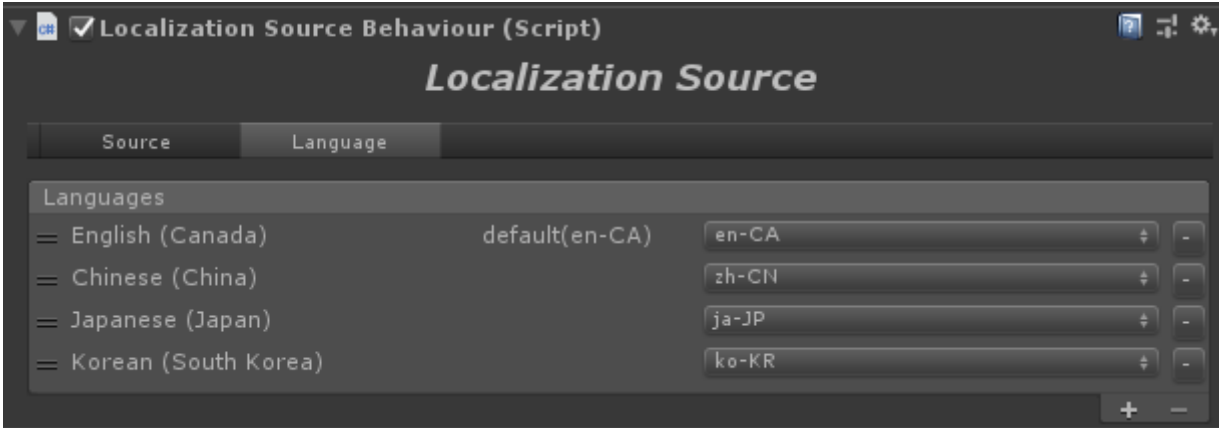 Localization Source Behaviour (Script)
Localization Source
Source Language
Languages
English (Canada) default(en-CA) en-CA -
Chinese (China) zh-CN -
Japanese (Japan) ja-JP -
Korean (South Korea) ko-KR -
+ −